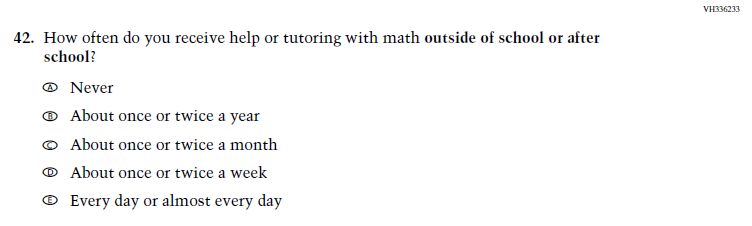 VH336233
42. How often do you receive help or tutoring with math outside of school or after
school?
A Never
B About once or twice a year
C About once or twice a month
D About once or twice a week
E Every day or almost every day